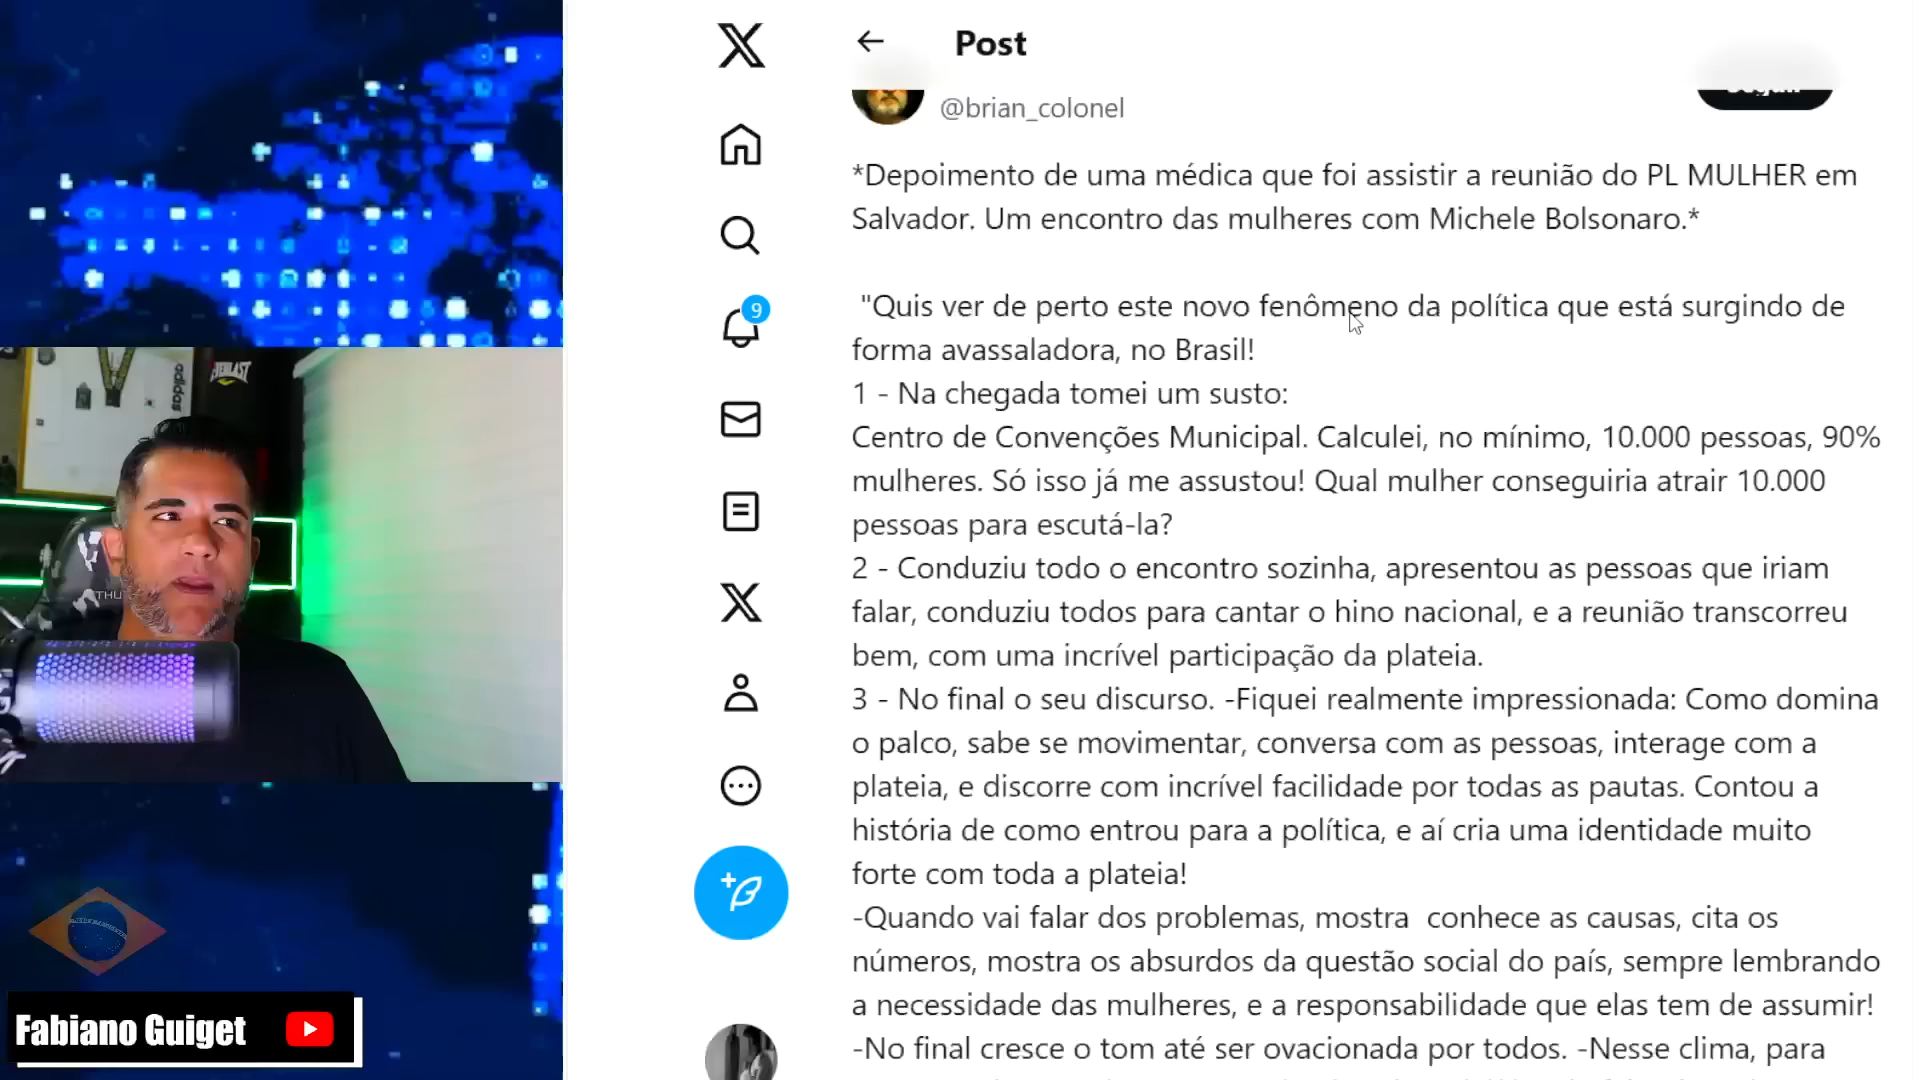 Post
@brian_colonel
*Depoimento de uma médica que foi assistir a reunião do PL MULHER em
Salvador. Um encontro das mulheres com Michele Bolsonaro.*
"Quis ver de perto este novo fenômeno da política que está surgindo de
forma avassaladora, no Brasil!
1 - Na chegada tomei um susto:
Centro de Convenções Municipal. Calculei, no mínimo, 10.000 pessoas, 90%
mulheres. Só isso já me assustou! Qual mulher conseguiria atrair 10.000
pessoas para escutá-la?
2 - Conduziu todo o encontro sozinha, apresentou as pessoas que iriam
falar, conduziu todos para cantar o hino nacional, e a reunião transcorreu
bem, com uma incrível participação da plateia.
3 - No final o seu discurso. -Fiquei realmente impressionada: Como domina
o palco, sabe se movimentar, conversa com as pessoas, interage com a
plateia, e discorre com incrível facilidade por todas as pautas. Contou a
história de como entrou para a política, e aí cria uma identidade muito
forte com toda a plateia!
-Quando vai falar dos problemas, mostra  conhece as causas, cita os
números, mostra os absurdos da questão social do país, sempre lembrando
a necessidade das mulheres, e a responsabilidade que elas tem de assumir!
-No final cresce o tom até ser ovacionada por todos. -Nesse clima, para
9
EVERLAST
adidas
THU
Fabiano Guiget